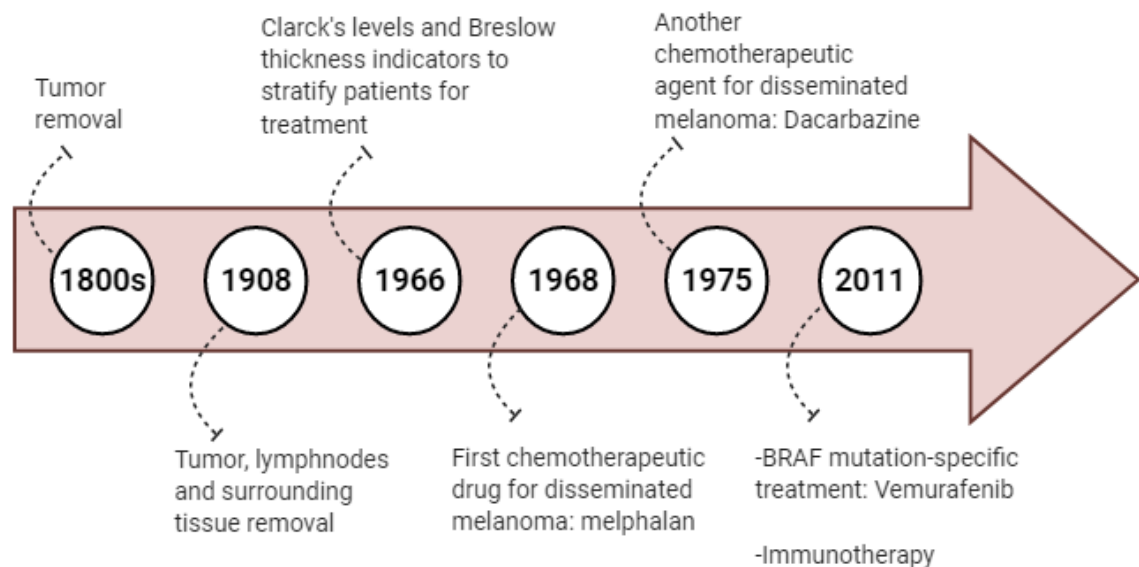 Tumor
removal
Clarck's levels and Breslow
thickness indicators to
stratify patients for
treatment
Another
chemotherapeutic
agent for disseminated
melanoma: Dacarbazine
1800s
1908
1966
1968
1975
2011
Tumor, lymphnodes
and surrounding
tissue removal
First chemotherapeutic
drug for disseminated
melanoma: melphalan
-BRAF mutation-specific
treatment: Vemurafenib
-Immunotherapy